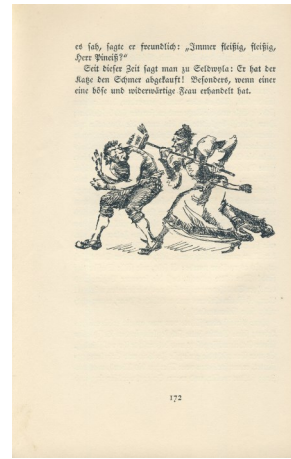 es sah, sagte er freundlich: „Immer fleißig, fleißig,
Herr Pineiß?“
Seit dieser Zeit sagt man zu Seldwyla: Er hat der
Katze den Schmer abgekauft! Besonders, wenn einer
eine böse und widerwärtige Frau erhandelt hat.
172